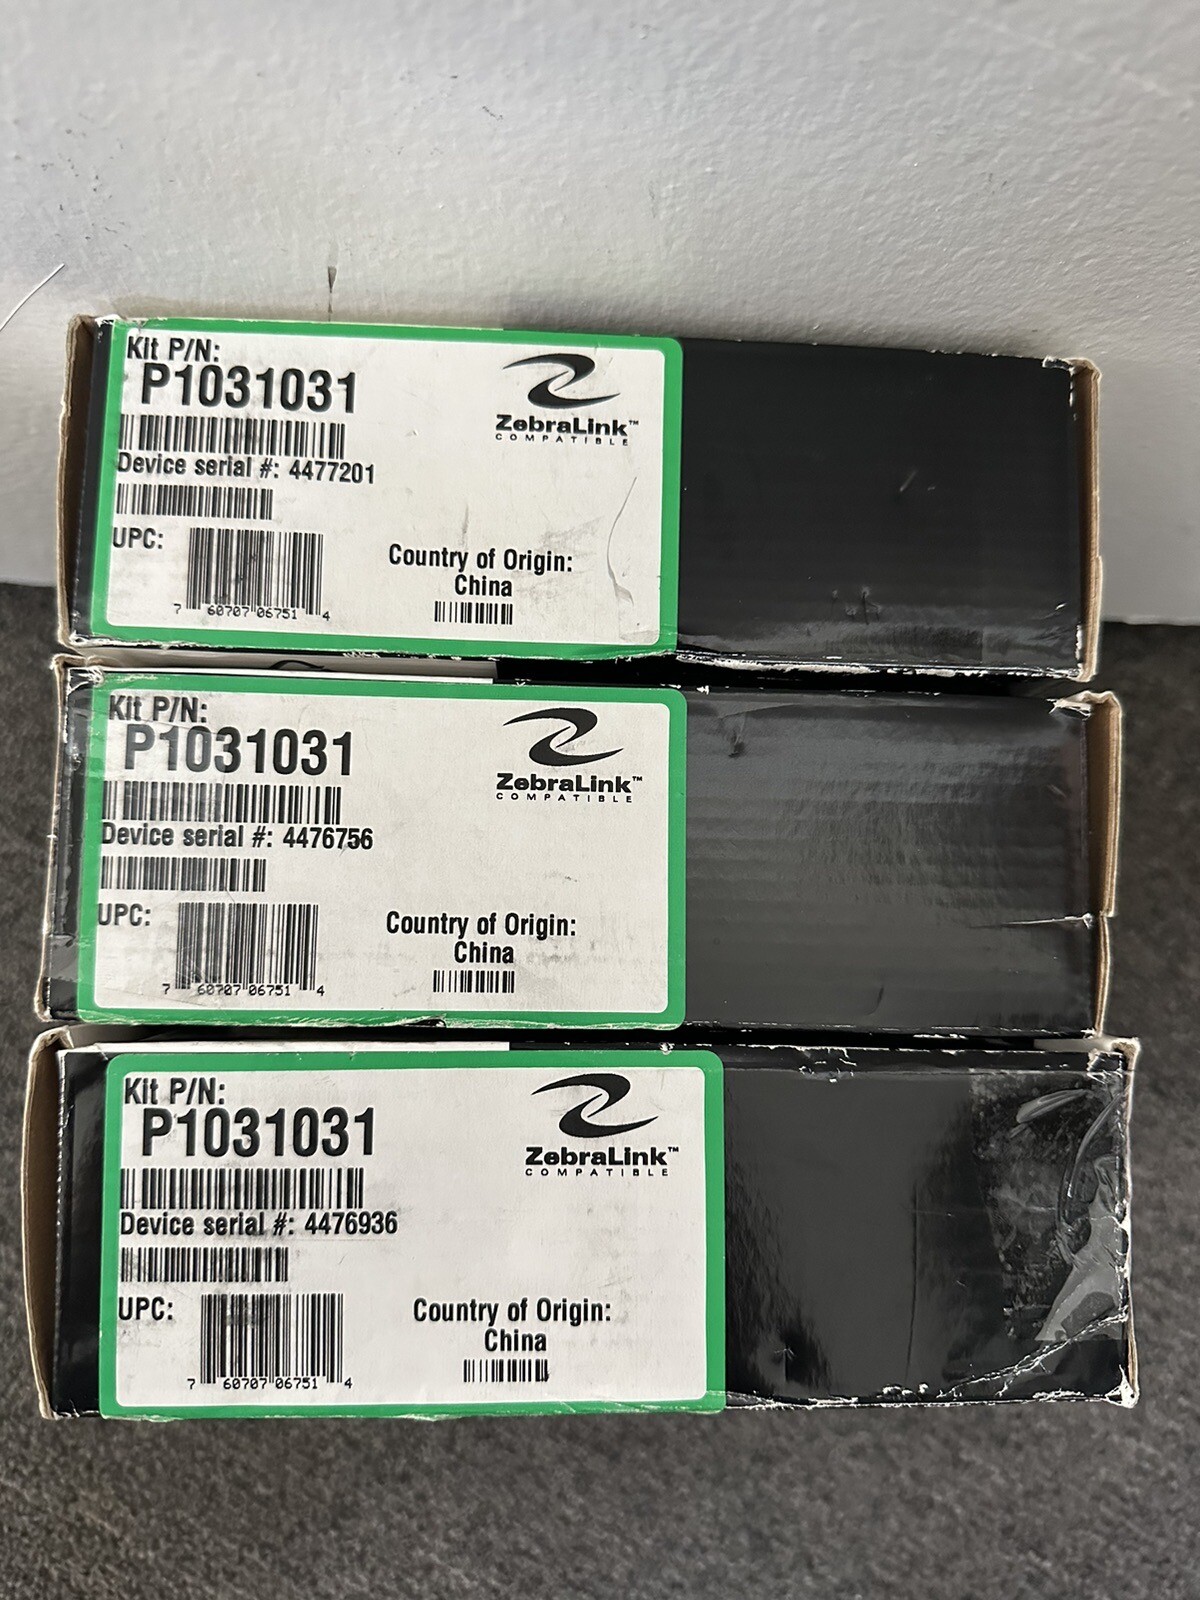 Kit P/N:
P1031031
ZebraLink™
COMPATIBLE
Device serial #: 4477201
UPC:
7 60707 06751 4
Country of Origin:
China
Kit P/N:
P1031031
ZebraLink™
COMPATIBLE
Device serial #: 4476756
UPC:
7 60707 06751 4
Country of Origin:
China
Kit P/N:
P1031031
ZebraLink™
COMPATIBLE
Device serial #: 4476936
UPC:
7 60707 06751 4
Country of Origin:
China